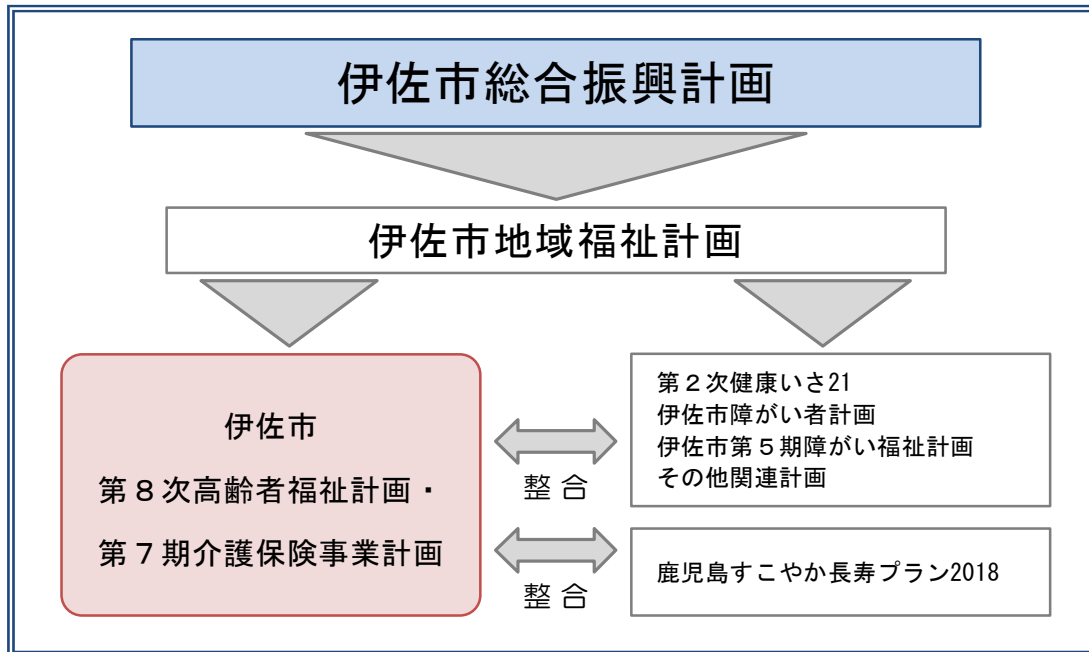 伊佐市総合振興計画
伊佐市地域福祉計画
伊佐市
第８次高齢者福祉計画・
第７期介護保険事業計画
整合
第２次健康いさ21
伊佐市障がい者計画
伊佐市第５期障がい福祉計画
その他関連計画
整合
鹿児島すこやか長寿プラン2018